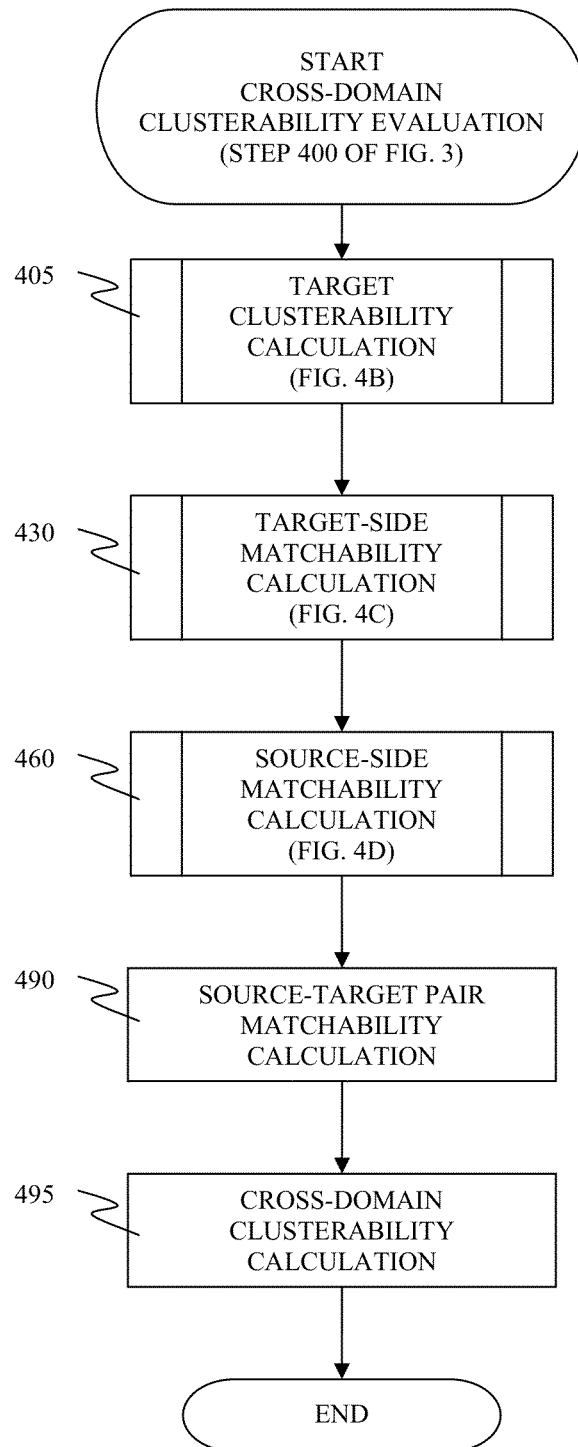 START
CROSS-DOMAIN
CLUSTERABILITY EVALUATION
(STEP 400 OF FIG. 3)
405
TARGET
CLUSTERABILITY
CALCULATION
(FIG. 4B)
430
TARGET-SIDE
MATCHABILITY
CALCULATION
(FIG. 4C)
460
SOURCE-SIDE
MATCHABILITY
CALCULATION
(FIG. 4D)
490
SOURCE-TARGET PAIR
MATCHABILITY
CALCULATION
495
CROSS-DOMAIN
CLUSTERABILITY
CALCULATION
END